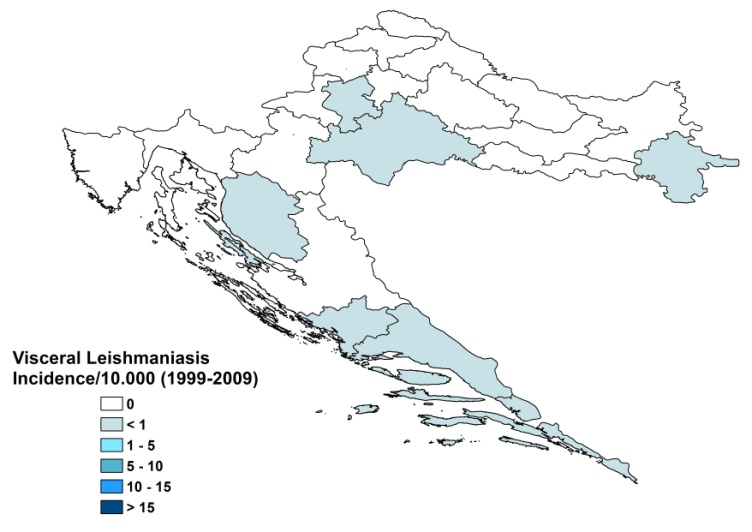 Visceral Leishmaniasis
Incidence/10.000 (1999-2009)
0
< 1
1 - 5
5 - 10
10 - 15
> 15